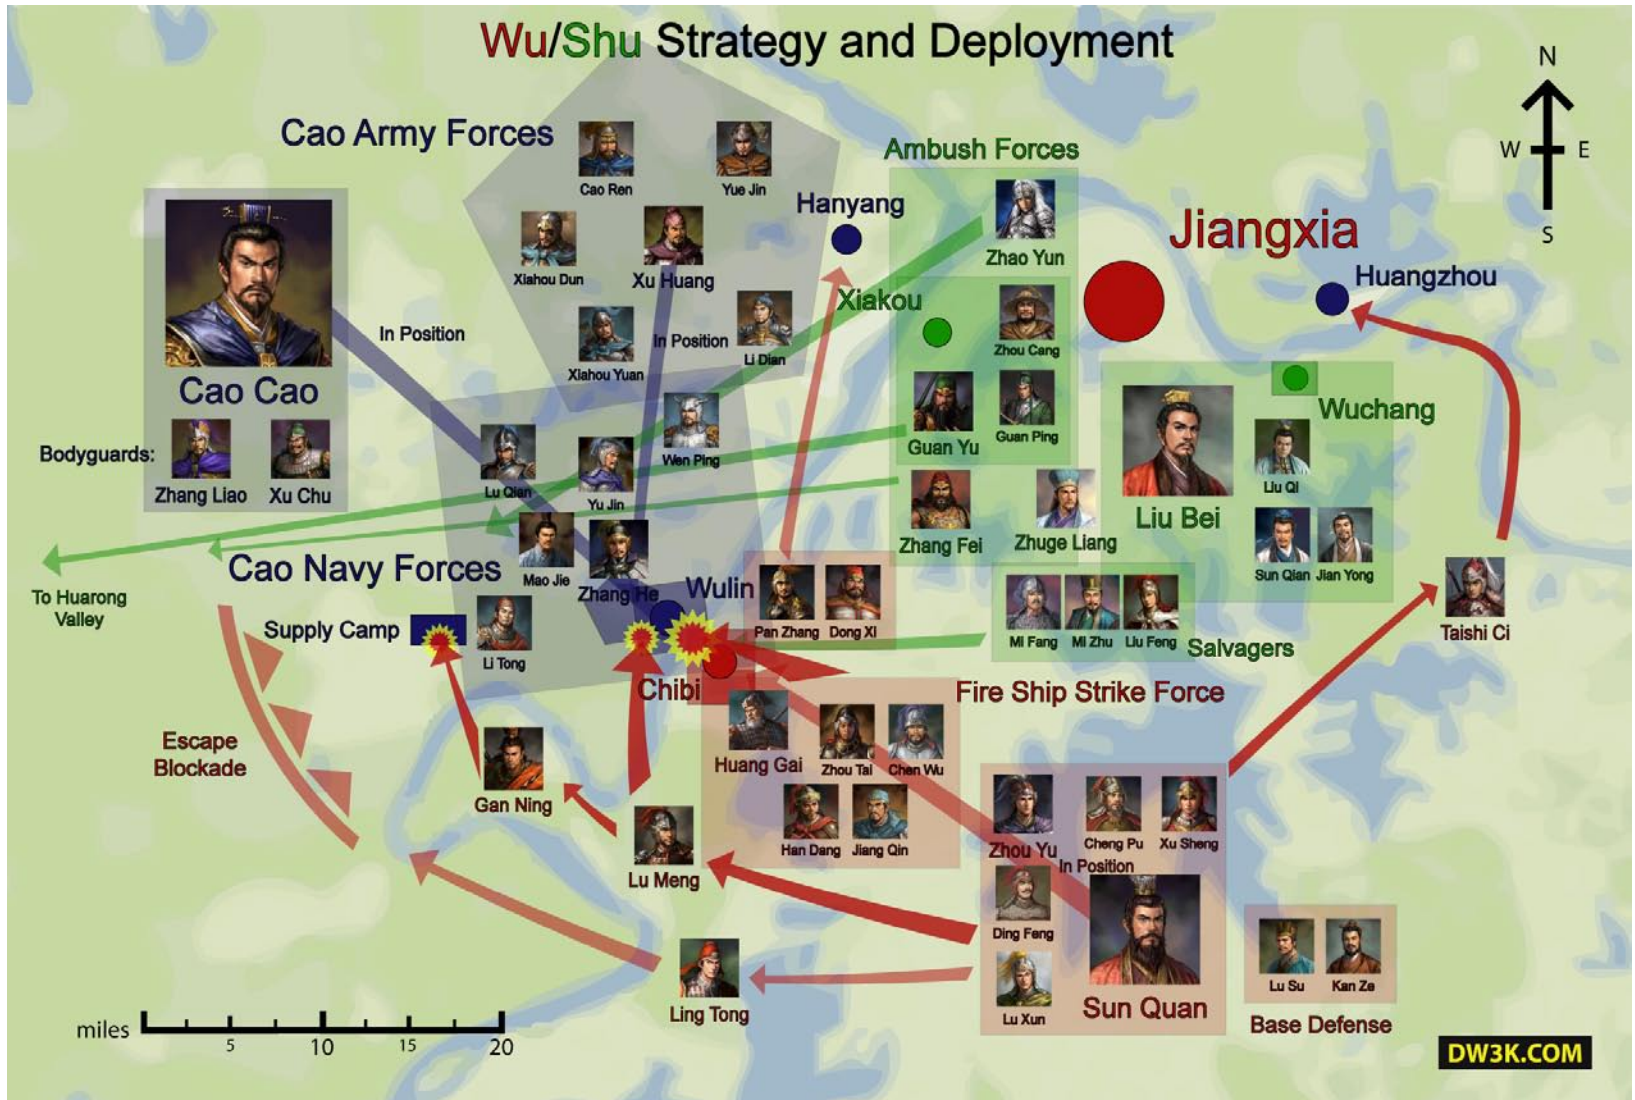 Wu/Shu Strategy and Deployment
N
W
E
S
Cao Army Forces
Cao Ren
Yue Jin
Xiahou Dun
Xu Huang
Xiahou Yuan
In Position
Li Dian
Hanyang
Ambush Forces
Zhao Yun
Xiakou
Zhou Cang
Guan Yu
Guan Ping
Zhang Fei
Zhuge Liang
Jiangxia
Huangzhou
Wuchang
Liu Bei
Liu Qi
Sun Qian
Jian Yong
Taishi Ci
In Position
Cao Cao
Bodyguards:
Zhang Liao
Xu Chu
Wen Ping
Lu Qian
Yu Jin
Mao Jie
Zhang He
Cao Navy Forces
To Huarong
Valley
Supply Camp
Li Tong
Wulin
Pan Zhang
Dong Xi
Mi Fang
Mi Zhu
Liu Feng
Salvagers
Chibi
Fire Ship Strike Force
Huang Gai
Zhou Tai
Chen Wu
Han Dang
Jiang Qin
Escape
Blockade
Gan Ning
Lu Meng
Ling Tong
Zhou Yu
Cheng Pu
Xu Sheng
In Position
Ding Feng
Lu Xun
Sun Quan
Lu Su
Kan Ze
Base Defense
miles
5
10
15
20
DW3K.COM